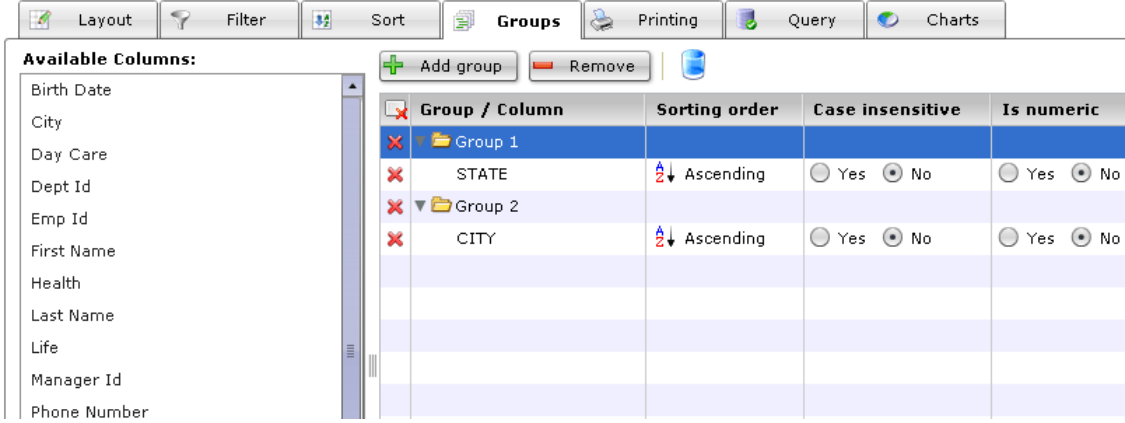 Layout Filter Sort Groups Printing Query Charts
Available Columns:
Birth Date
City
Day Care
Dept Id
Emp Id
First Name
Health
Last Name
Life
Manager Id
Phone Number
Add group Remove
Group / Column Sorting order Case insensitive Is numeric
Group 1
STATE Ascending Yes No Yes No
Group 2
CITY Ascending Yes No Yes No